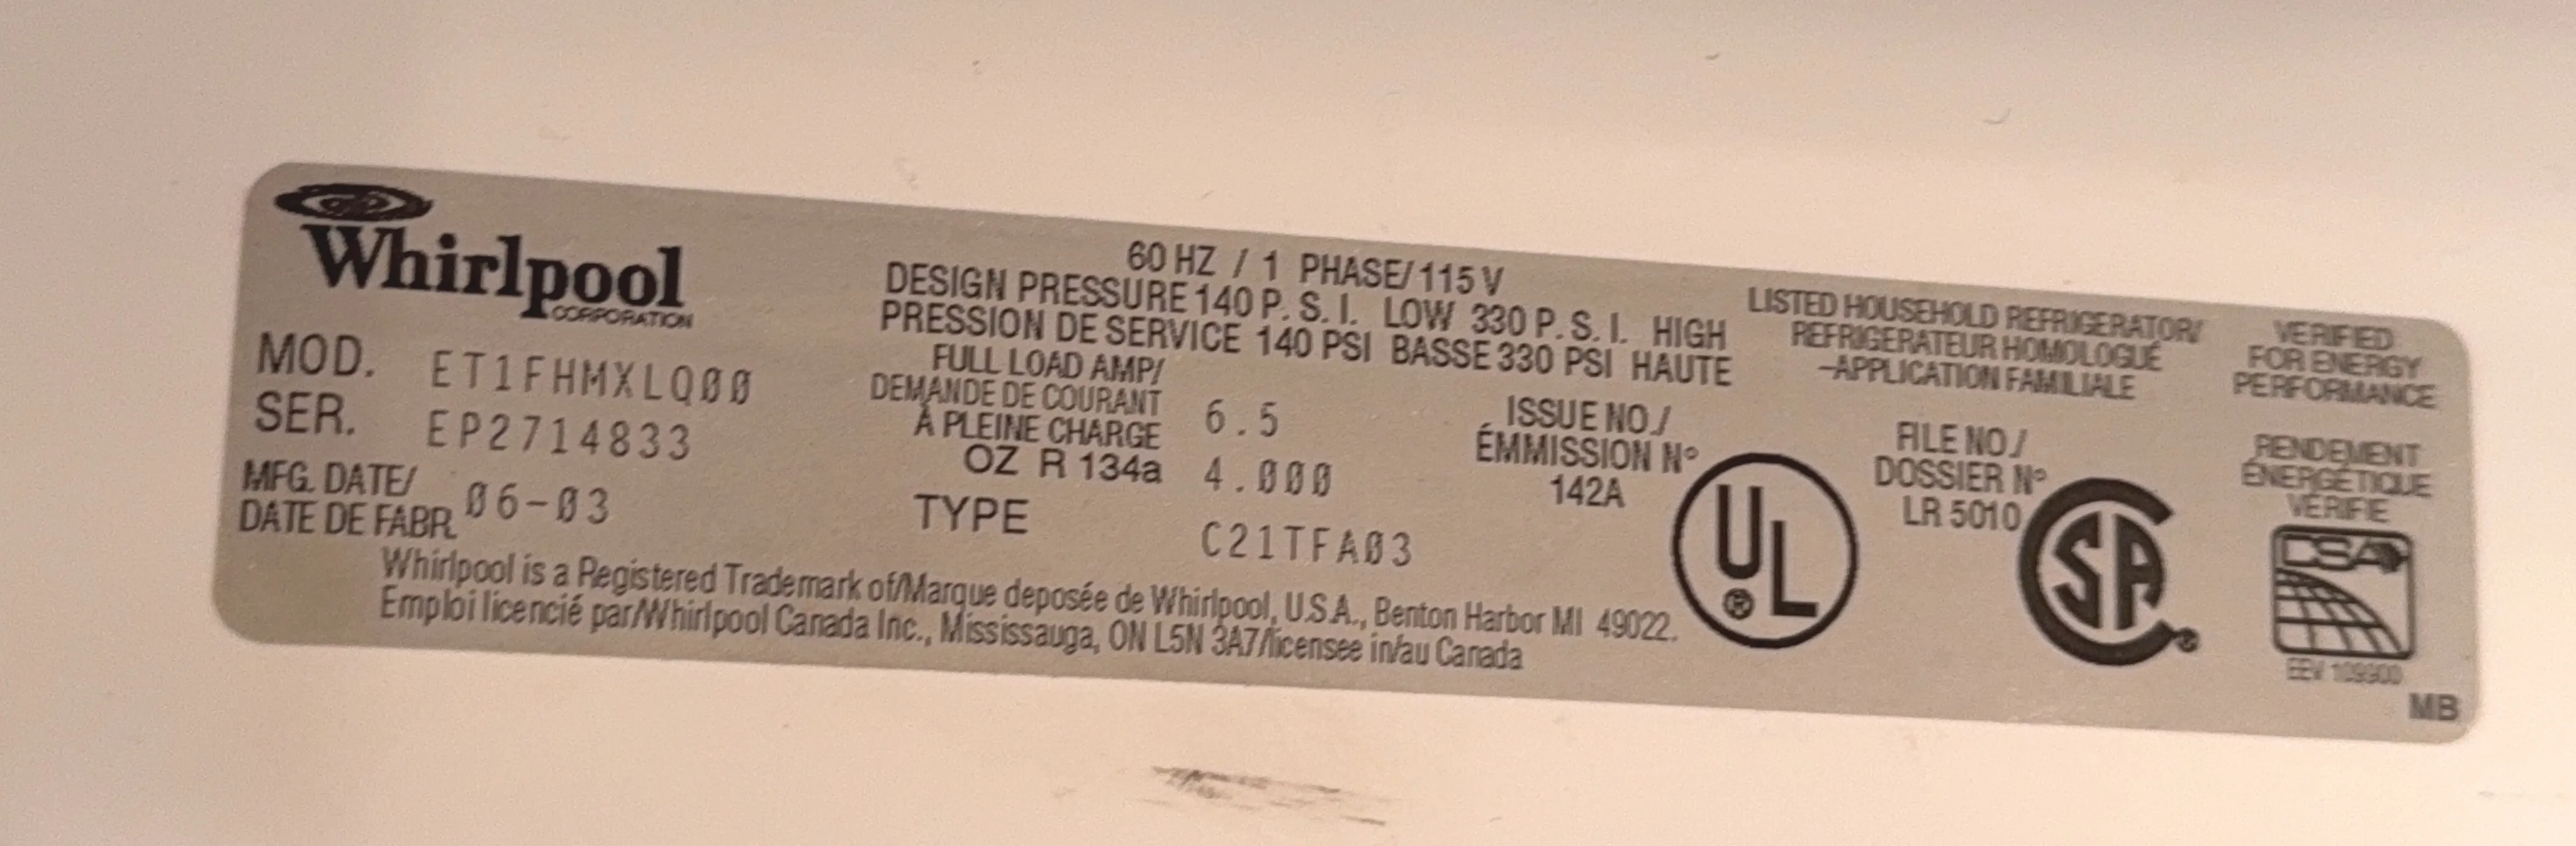 Whirlpool
CORPORATION
MOD. ET1FHMXLQ00
SER. EP2714833
MFG. DATE/
DATE DE FABR. 06-03
60 HZ / 1 PHASE/115 V
DESIGN PRESSURE 140 P.S.I. LOW 330 P.S.I. HIGH
PRESSION DE SERVICE 140 PSI BASSE 330 PSI HAUTE
FULL LOAD AMP/
DEMANDE DE COURANT
À PLEINE CHARGE 6.5
OZ R 134a 4.000
TYPE C21TFA03
ISSUE NO./
ÉMMISSION Nº
142A
UL
®
LISTED HOUSEHOLD REFRIGERATOR/
REFRIGERATEUR HOMOLOGUÉ
-APPLICATION FAMILIALE
FILE NO./
DOSSIER Nº
LR 5010
SA
®
VERIFIED
FOR ENERGY
PERFORMANCE
RENDEMENT
ÉNERGÉTIQUE
VÉRIFIÉ
CSA
EEV 109900
MB
Whirlpool is a Registered Trademark of/Marque deposée de Whirlpool, U.S.A., Benton Harbor MI 49022.
Emploi licencié par/Whirlpool Canada Inc., Mississauga, ON L5N 3A7/licensee in/au Canada